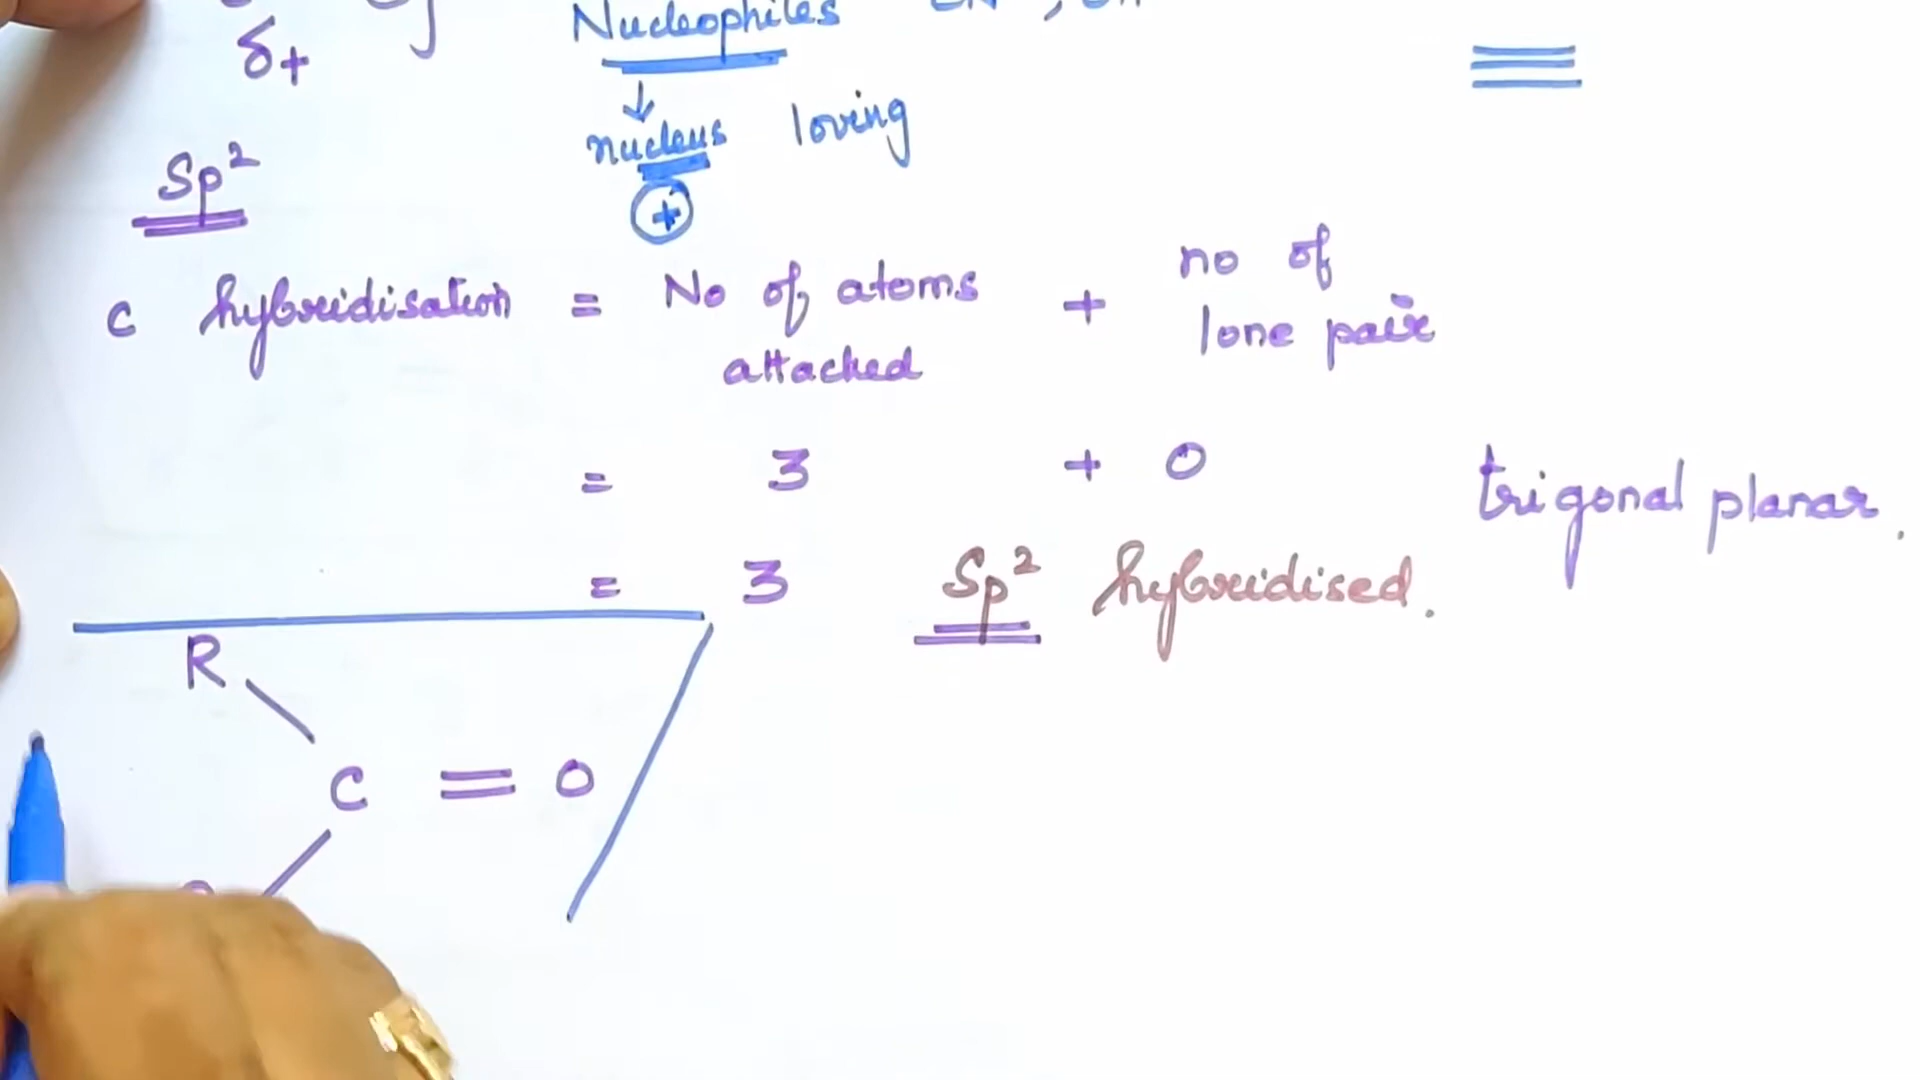 Nucleophiles
δ+
nucleus loving
+
Sp²
C hybridisation = No of atoms attached + no of lone pair
= 3 + 0
trigonal planar.
= 3 Sp² hybridised.
R
C = O